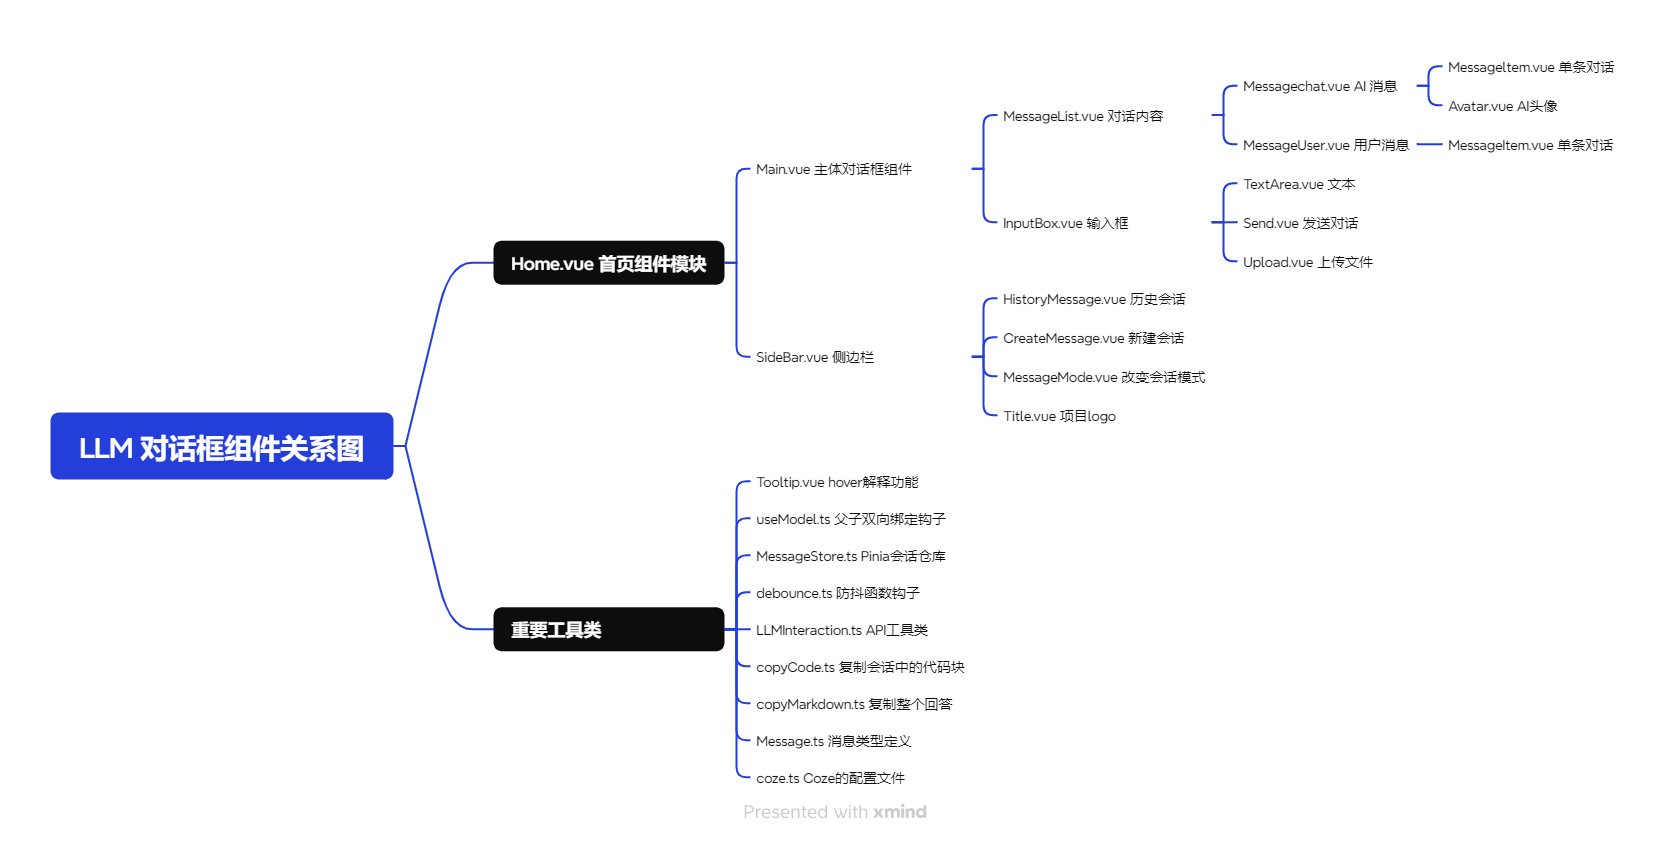 LLM 对话框组件关系图
Home.vue 首页组件模块
Main.vue 主体对话框组件
MessageList.vue 对话内容
Messagechat.vue AI 消息
MessageItem.vue 单条对话
Avatar.vue AI头像
MessageUser.vue 用户消息
MessageItem.vue 单条对话
InputBox.vue 输入框
TextArea.vue 文本
Send.vue 发送对话
Upload.vue 上传文件
SideBar.vue 侧边栏
HistoryMessage.vue 历史会话
CreateMessage.vue 新建会话
MessageMode.vue 改变会话模式
Title.vue 项目logo
重要工具类
Tooltip.vue hover解释功能
useModel.ts 父子双向绑定钩子
MessageStore.ts Pinia会话仓库
debounce.ts 防抖函数钩子
LLMInteraction.ts API工具类
copyCode.ts 复制会话中的代码块
copyMarkdown.ts 复制整个回答
Message.ts 消息类型定义
coze.ts Coze的配置文件
Presented with xmind